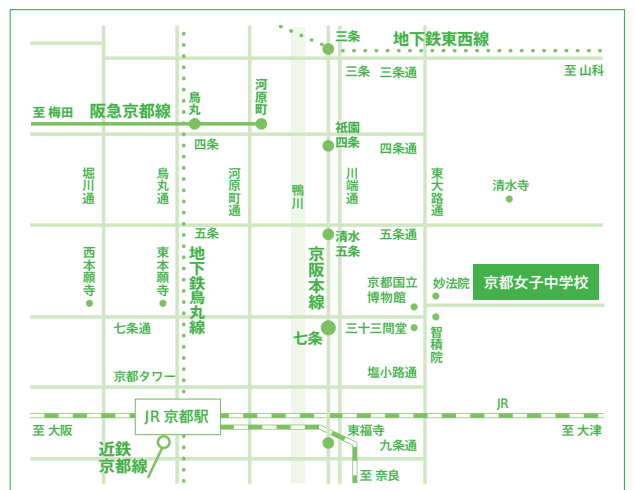 三条
地下鉄東西線
三条
三条通
至 山科
河原町
烏丸
至 梅田
阪急京都線
祇園
四条
四条
四条通
堀川通
烏丸通
河原町通
鴨川
川端通
東大路通
清水寺
五条
清水
五条
五条通
西本願寺
東本願寺
地下鉄烏丸線
京阪本線
京都国立
博物館
妙法院
京都女子中学校
七条通
七条
三十三間堂
智積院
京都タワー
塩小路通
JR 京都駅
JR
至 大阪
東福寺
至 大津
近鉄
京都線
九条通
至 奈良